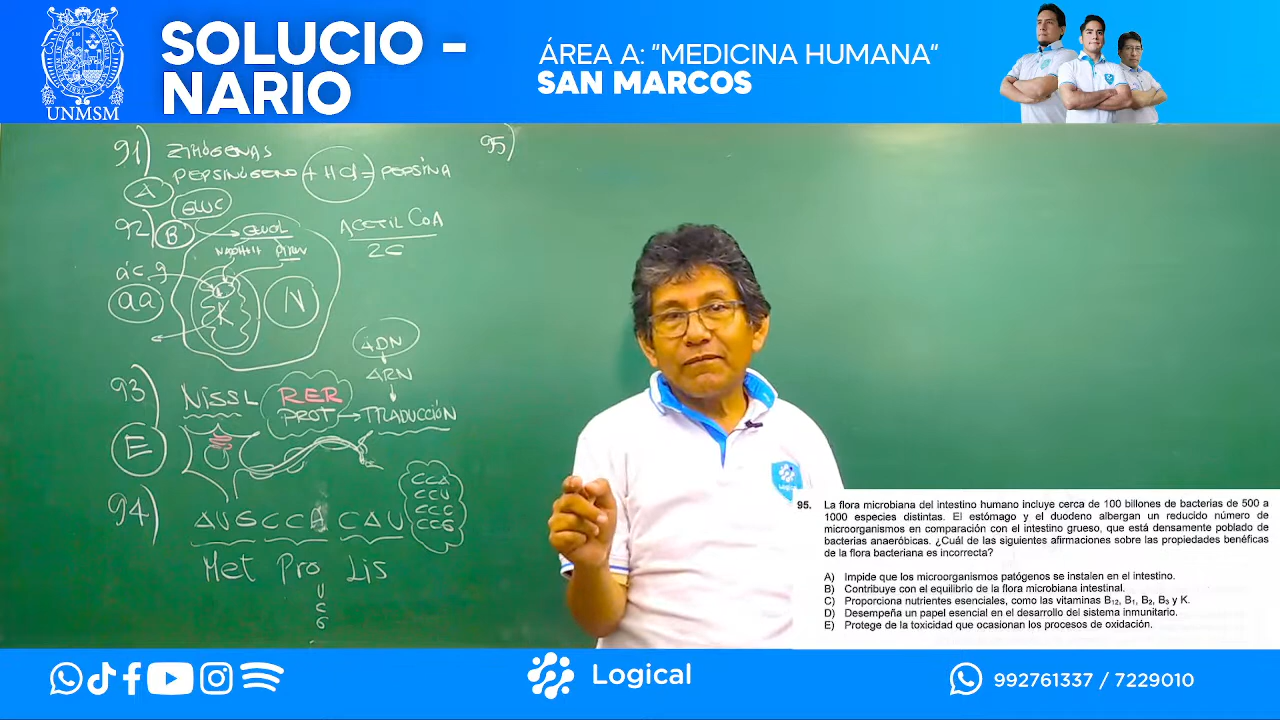 SOLUCIO -
NARIO
UNMSM
ÁREA A: “MEDICINA HUMANA“
SAN MARCOS
91) ZIMÓGENAS
PEPSINÓGENO + HCl = PEPSINA
A
GLUC
92) B
GLUCOL
ACETIL CoA
2C
PIRUV
ác. g
aa
K
N
ADN
ARN
93) NISSL
RER
PROT → TRADUCCIÓN
E
94) AUG CCA CAU
CCA
CCU
CCC
CCG
Met Pro Lis
U
C
G
95)
95. La flora microbiana del intestino humano incluye cerca de 100 billones de bacterias de 500 a
1000 especies distintas. El estómago y el duodeno albergan un reducido número de
microorganismos en comparación con el intestino grueso, que está densamente poblado de
bacterias anaeróbicas. ¿Cuál de las siguientes afirmaciones sobre las propiedades benéficas
de la flora bacteriana es incorrecta?
A) Impide que los microorganismos patógenos se instalen en el intestino.
B) Contribuye con el equilibrio de la flora microbiana intestinal.
C) Proporciona nutrientes esenciales, como las vitaminas B12, B1, B2, B3 y K.
D) Desempeña un papel esencial en el desarrollo del sistema inmunitario.
E) Protege de la toxicidad que ocasionan los procesos de oxidación.
Logical
992761337 / 7229010